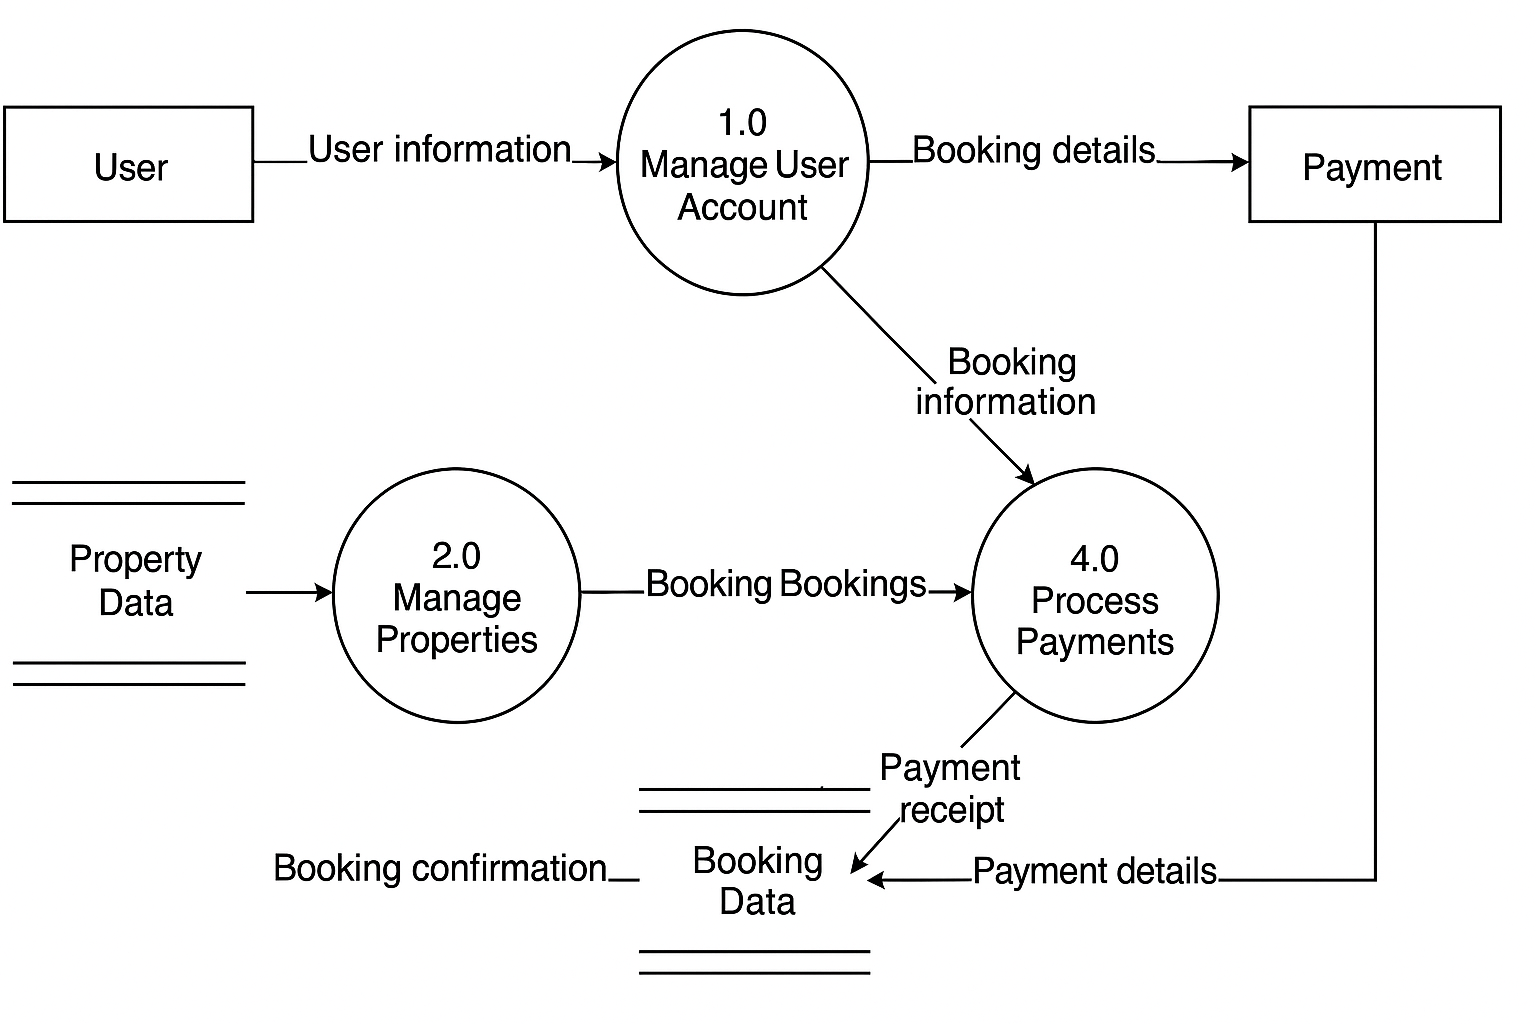 1.0
Manage User
Account
User
User information
Booking details
Payment
Booking
information
Property
Data
2.0
Manage
Properties
Booking Bookings
4.0
Process
Payments
Payment
receipt
Booking confirmation
Booking
Data
Payment details